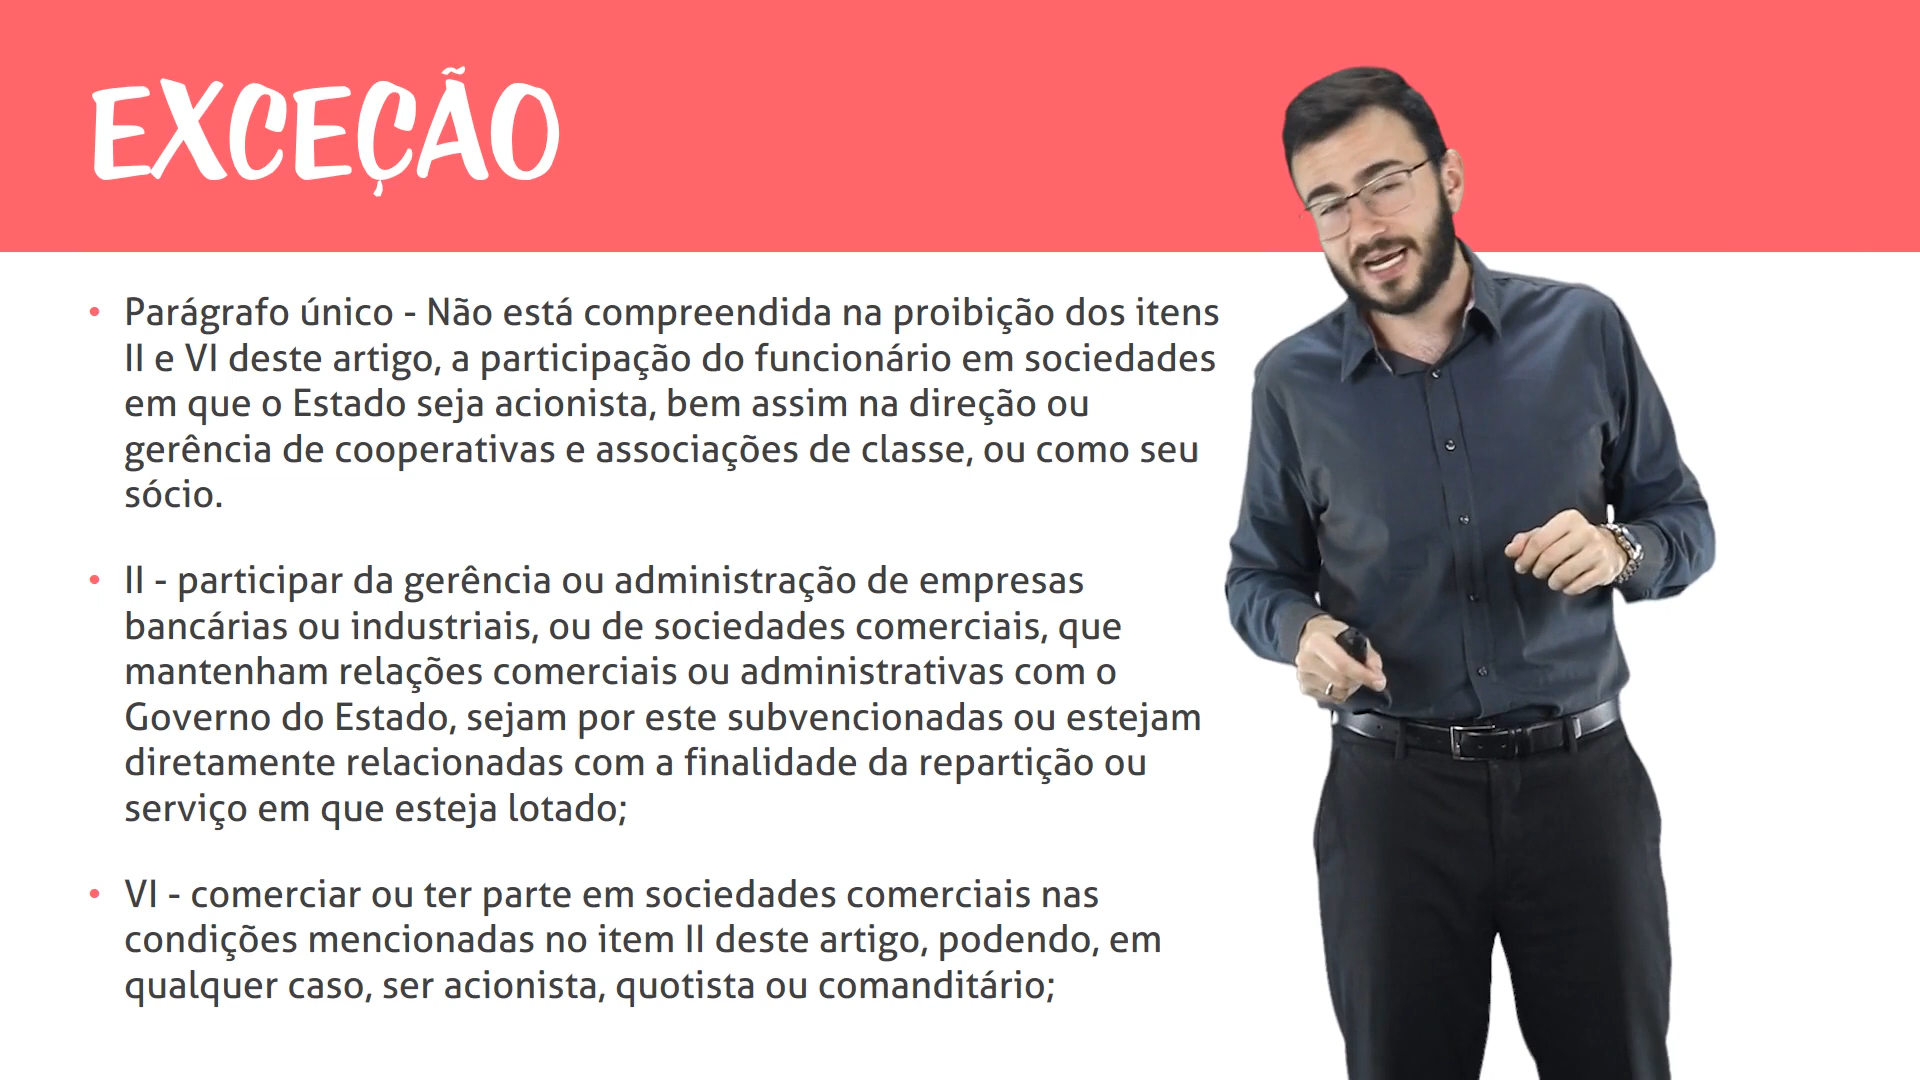 EXCEÇÃO
• Parágrafo único - Não está compreendida na proibição dos itens
II e VI deste artigo, a participação do funcionário em sociedades
em que o Estado seja acionista, bem assim na direção ou
gerência de cooperativas e associações de classe, ou como seu
sócio.
• II - participar da gerência ou administração de empresas
bancárias ou industriais, ou de sociedades comerciais, que
mantenham relações comerciais ou administrativas com o
Governo do Estado, sejam por este subvencionadas ou estejam
diretamente relacionadas com a finalidade da repartição ou
serviço em que esteja lotado;
• VI - comerciar ou ter parte em sociedades comerciais nas
condições mencionadas no item II deste artigo, podendo, em
qualquer caso, ser acionista, quotista ou comanditário;